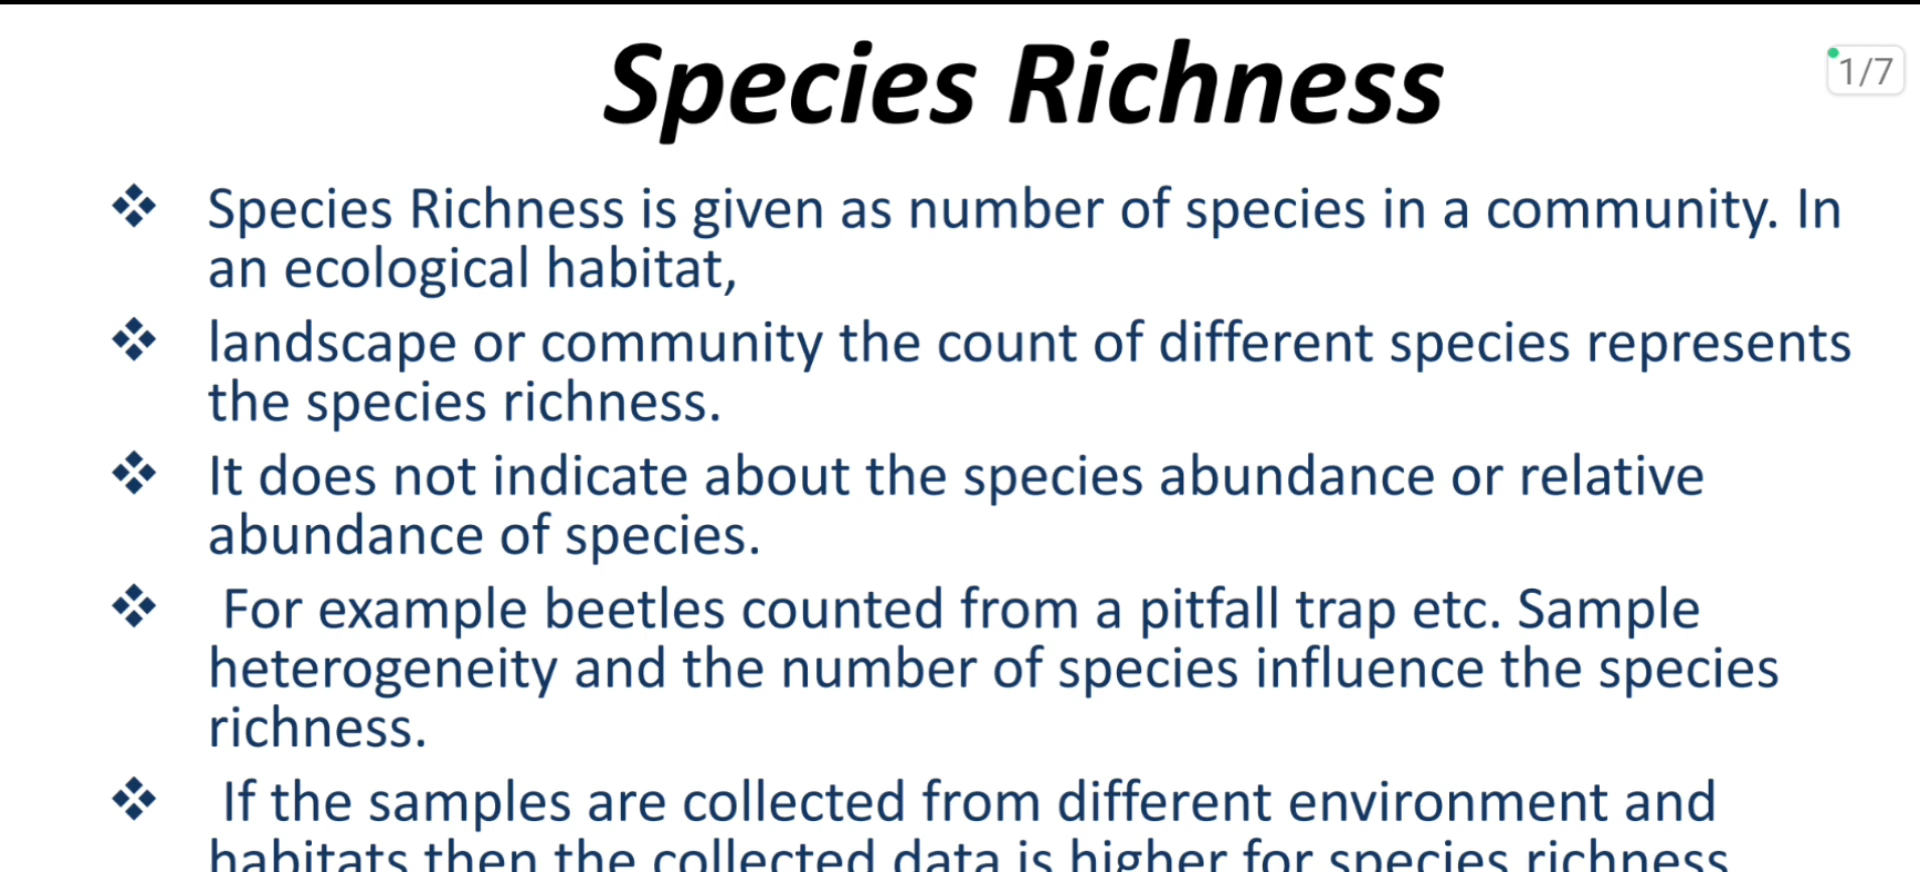 Species Richness
1/7
❖ Species Richness is given as number of species in a community. In
an ecological habitat,
❖ landscape or community the count of different species represents
the species richness.
❖ It does not indicate about the species abundance or relative
abundance of species.
❖ For example beetles counted from a pitfall trap etc. Sample
heterogeneity and the number of species influence the species
richness.
❖ If the samples are collected from different environment and
habitats then the collected data is higher for species richness